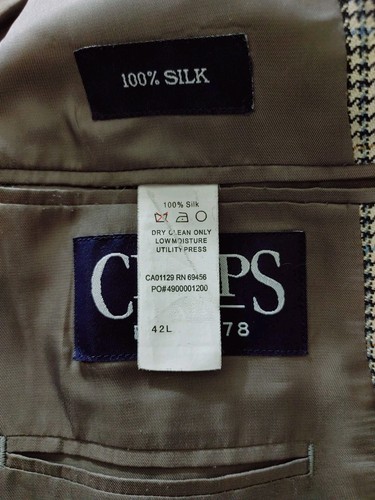 100% SILK
100% Silk
DRY CLEAN ONLY
LOW MOISTURE
UTILITY PRESS
CA01129 RN 69456
PO#4900001200
42L